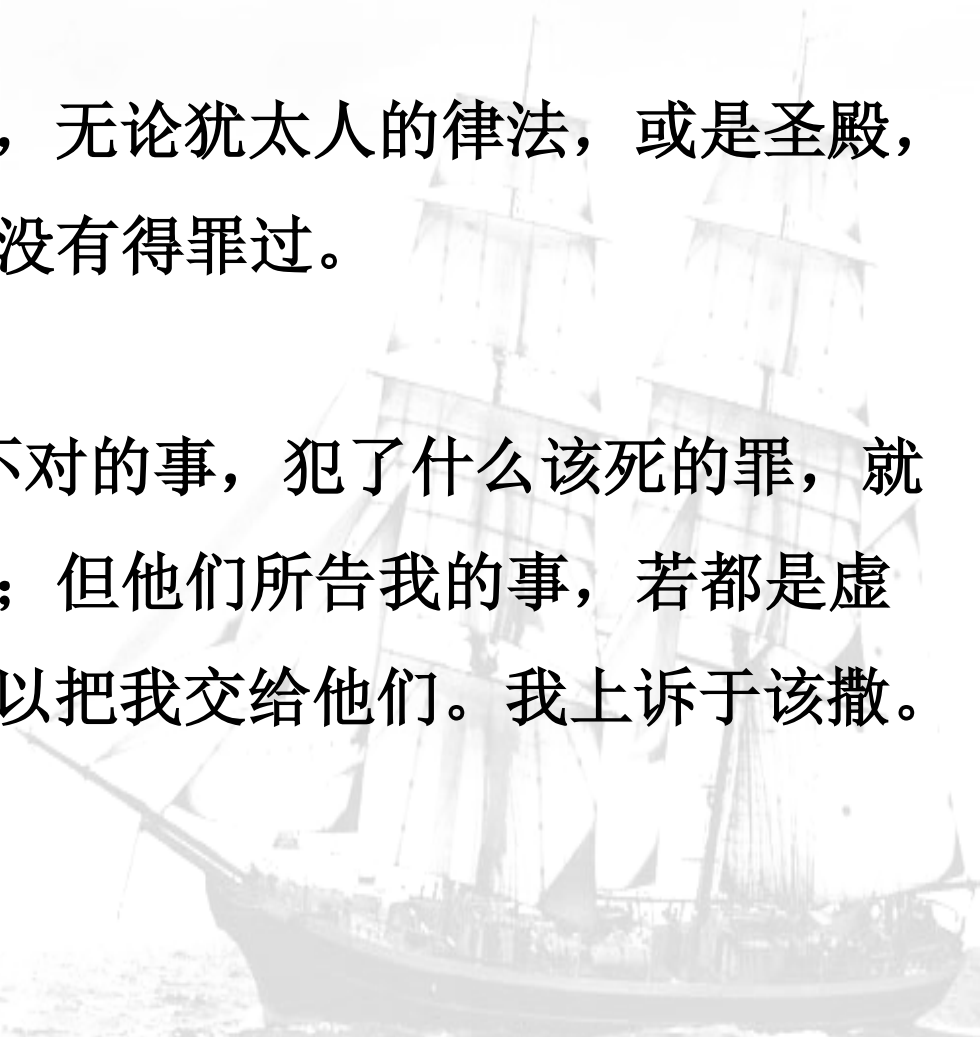 ，无论犹太人的律法，或是圣殿，
没有得罪过。
不对的事，犯了什么该死的罪，就
；但他们所告我的事，若都是虚
以把我交给他们。我上诉于该撒。